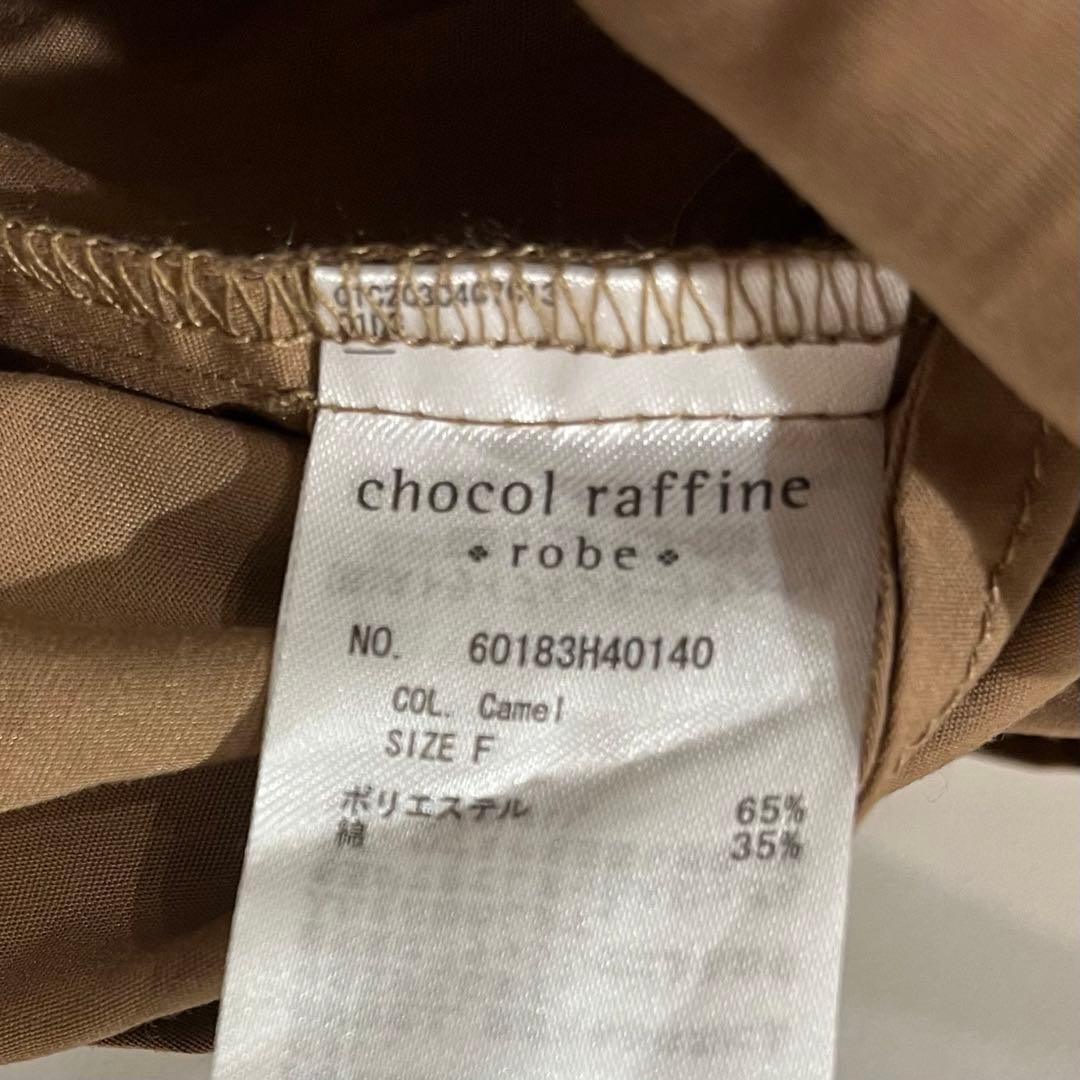 chocol raffine
robe
NO. 60183H40140
COL. Camel
SIZE F
ポリエステル 65%
綿 35%